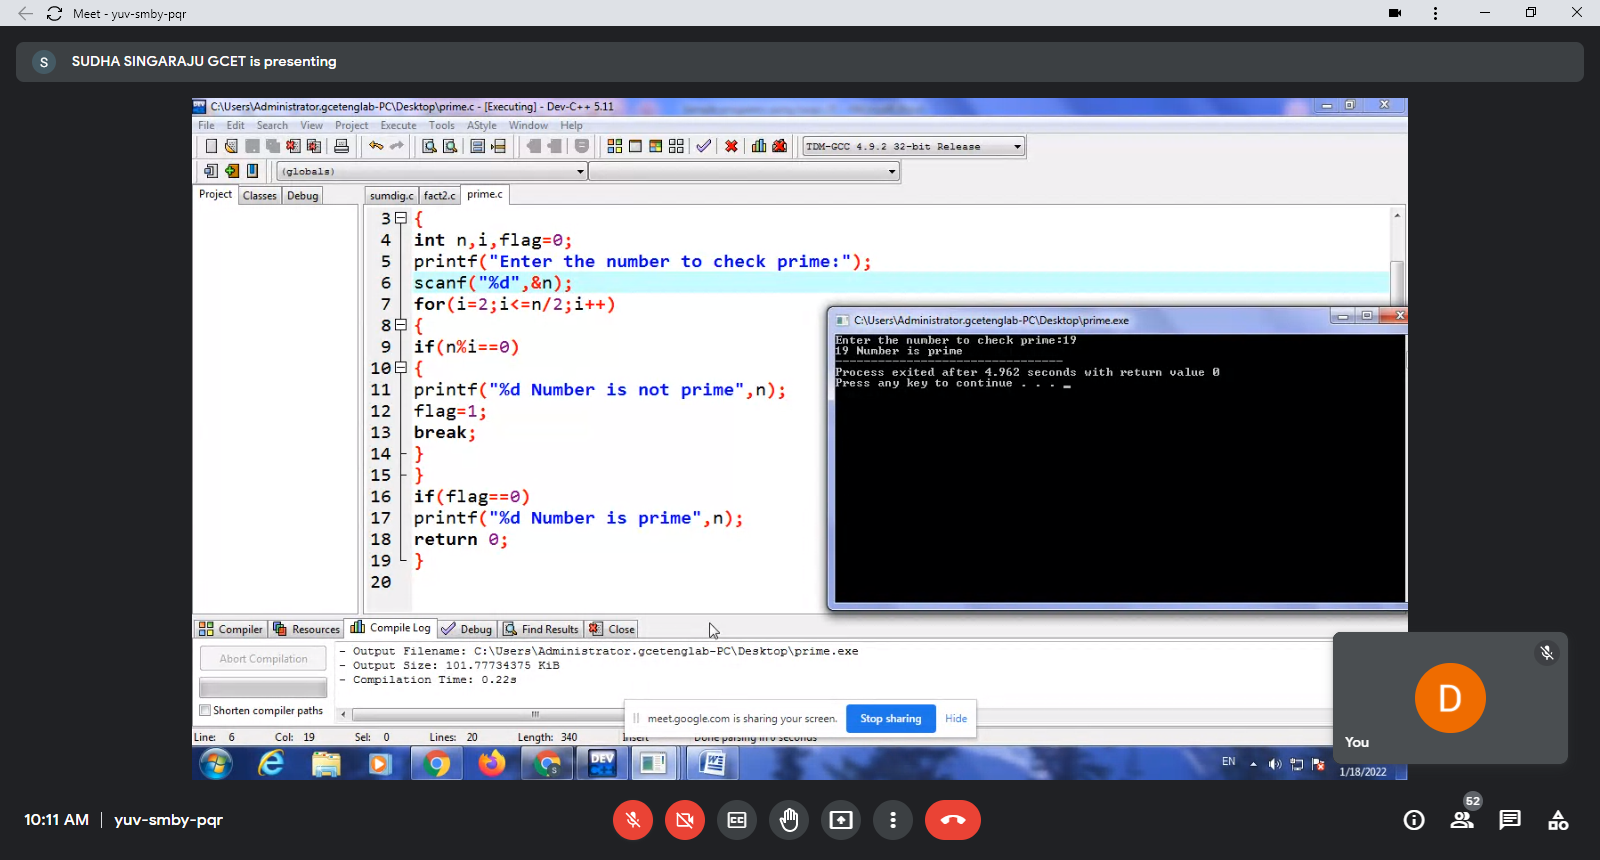 Meet - yuv-smby-pqr
S SUDHA SINGARAJU GCET is presenting
C:\Users\Administrator.gcetenglab-PC\Desktop\prime.c - [Executing] - Dev-C++ 5.11
File Edit Search View Project Execute Tools AStyle Window Help
TDM-GCC 4.9.2 32-bit Release
(globals)
Project Classes Debug
sumdig.c fact2.c prime.c
3 {
4 int n,i,flag=0;
5 printf("Enter the number to check prime:");
6 scanf("%d",&n);
7 for(i=2;i<=n/2;i++)
8 {
9 if(n%i==0)
10 {
11 printf("%d Number is not prime",n);
12 flag=1;
13 break;
14 }
15 }
16 if(flag==0)
17 printf("%d Number is prime",n);
18 return 0;
19 }
20
C:\Users\Administrator.gcetenglab-PC\Desktop\prime.exe
Enter the number to check prime:19
19 Number is prime
--------------------------------
Process exited after 4.962 seconds with return value 0
Press any key to continue . . . _
Compiler Resources Compile Log Debug Find Results Close
Abort Compilation
Shorten compiler paths
- Output Filename: C:\Users\Administrator.gcetenglab-PC\Desktop\prime.exe
- Output Size: 101.77734375 KiB
- Compilation Time: 0.22s
meet.google.com is sharing your screen. Stop sharing Hide
Line: 6 Col: 19 Sel: 0 Lines: 20 Length: 340 Insert Done parsing in 0 seconds
DEV C++
S
W
EN
1/18/2022
D
You
10:11 AM | yuv-smby-pqr
52